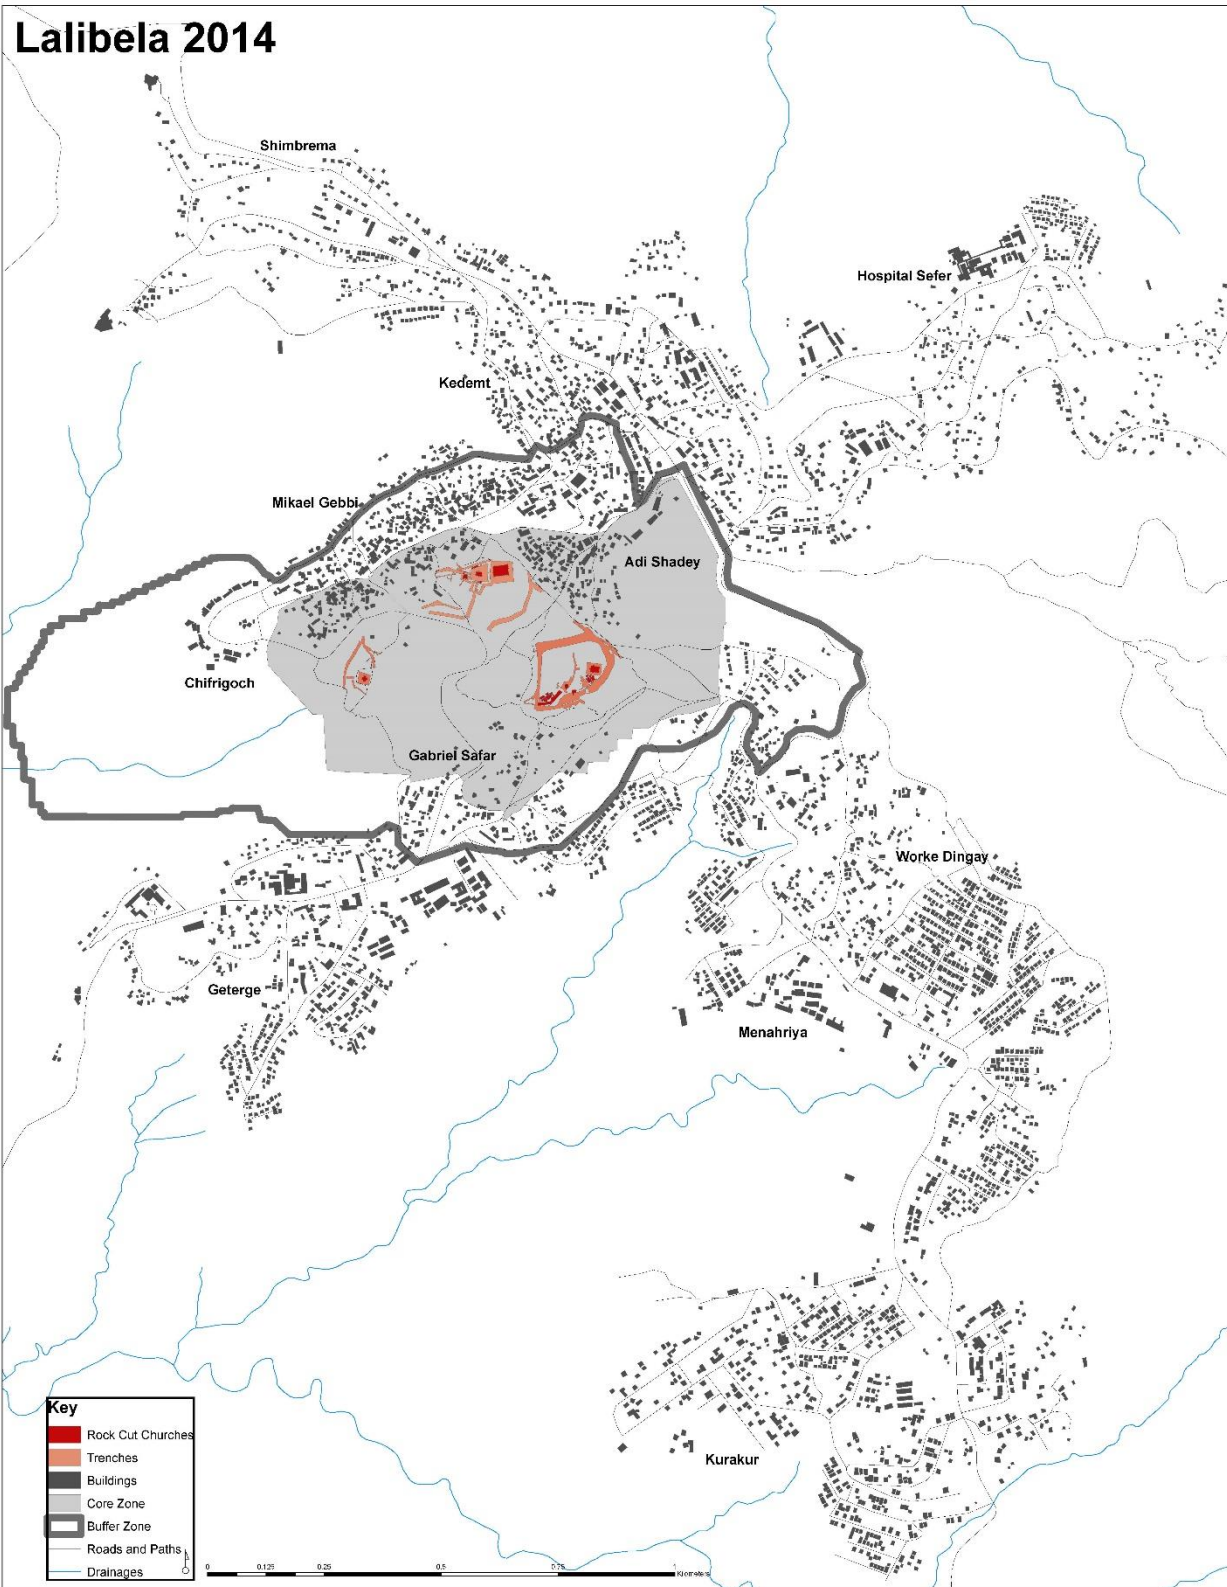 Lalibela 2014
Shimbrema
Hospital Sefer
Kedemt
Mikael Gebbi
Adi Shadey
Chifrigoch
Gabriel Safar
Worke Dingay
Geterge
Menahriya
Kurakur
Key
Rock Cut Churches
Trenches
Buildings
Core Zone
Buffer Zone
Roads and Paths
Drainages
0 0.125 0.25 0.5 0.75 1
Kilometers